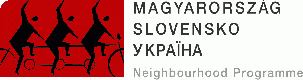 MAGYARORSZÁG
SLOVENSKO
УКРАЇНА
Neighbourhood Programme